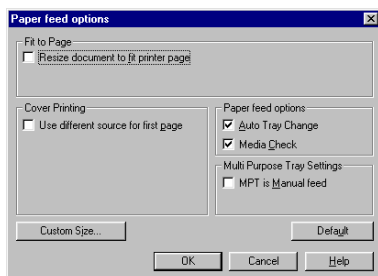 Paper feed options
Fit to Page
Resize document to fit printer page
Cover Printing
Use different source for first page
Paper feed options
Auto Tray Change
Media Check
Multi Purpose Tray Settings
MPT is Manual feed
Custom Size...
Default
OK
Cancel
Help